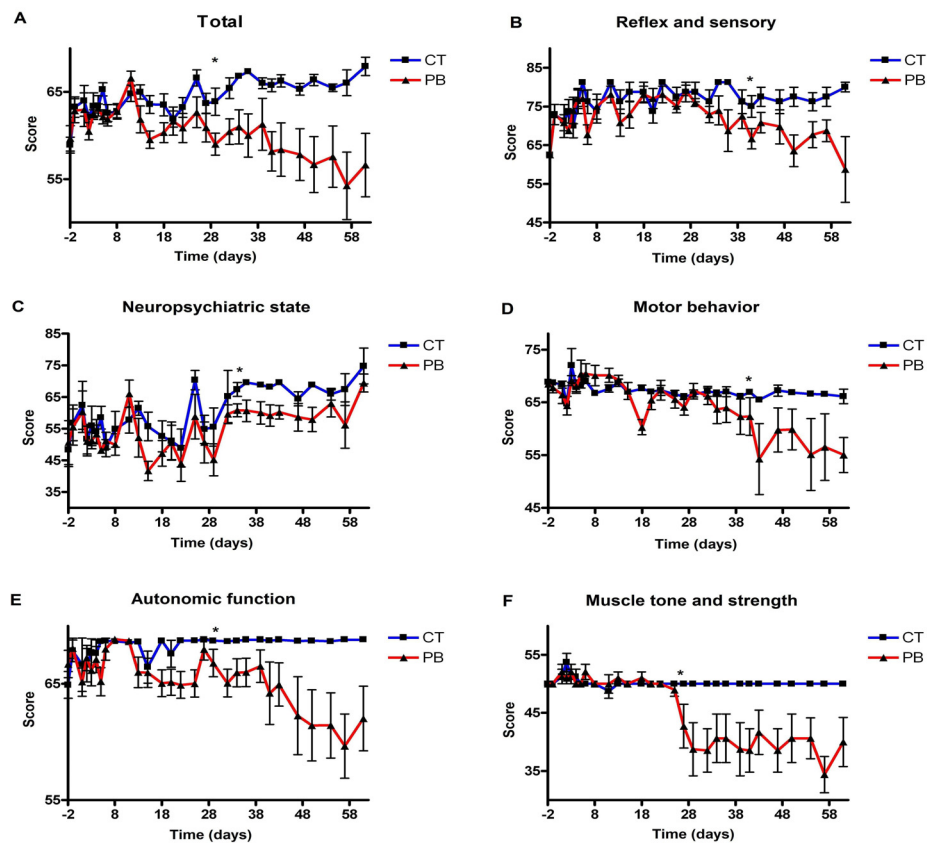 A
Total
CT
PB
*
65
55
Score
-2 8 18 28 38 48 58
Time (days)
B
Reflex and sensory
CT
PB
*
85
75
65
55
45
Score
-2 8 18 28 38 48 58
Time (days)
C
Neuropsychiatric state
CT
PB
*
85
75
65
55
45
35
Score
-2 8 18 28 38 48 58
Time (days)
D
Motor behavior
CT
PB
*
75
65
55
45
Score
-2 8 18 28 38 48 58
Time (days)
E
Autonomic function
CT
PB
*
65
55
Score
-2 8 18 28 38 48 58
Time (days)
F
Muscle tone and strength
CT
PB
*
55
45
35
Score
-2 8 18 28 38 48 58
Time (days)